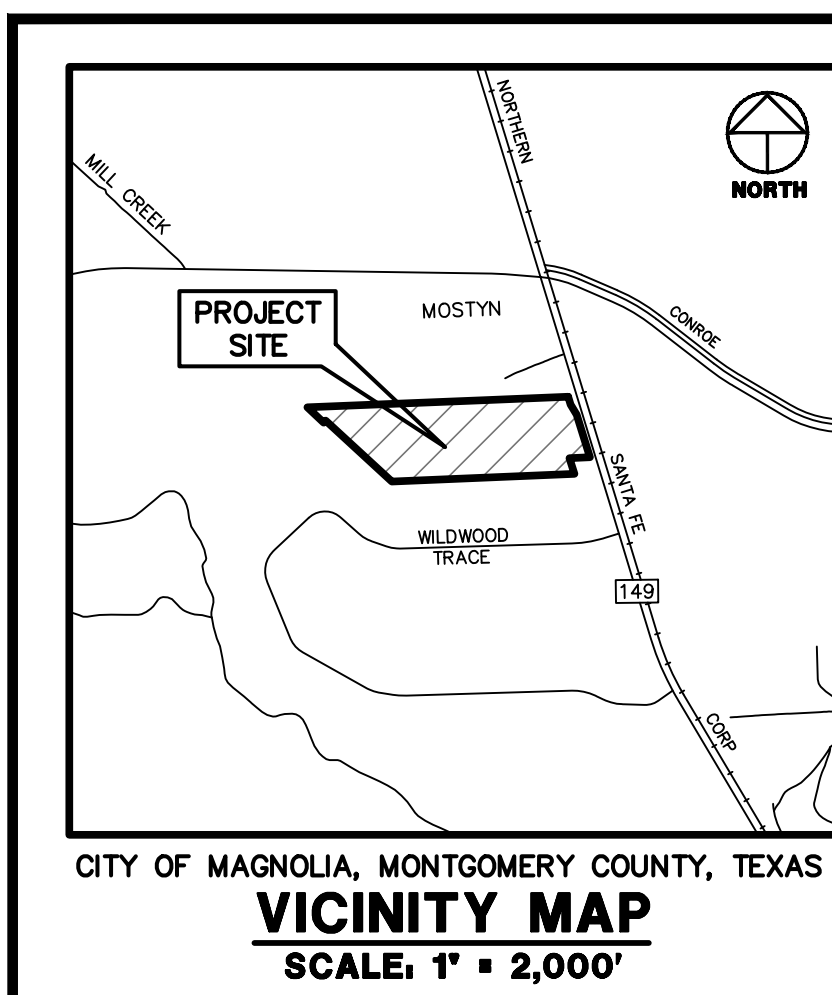 NORTHERN
NORTH
MILL CREEK
PROJECT
SITE
MOSTYN
CONROE
SANTA FE
WILDWOOD
TRACE
149
CORP
CITY OF MAGNOLIA, MONTGOMERY COUNTY, TEXAS
VICINITY MAP
SCALE: 1" = 2,000'